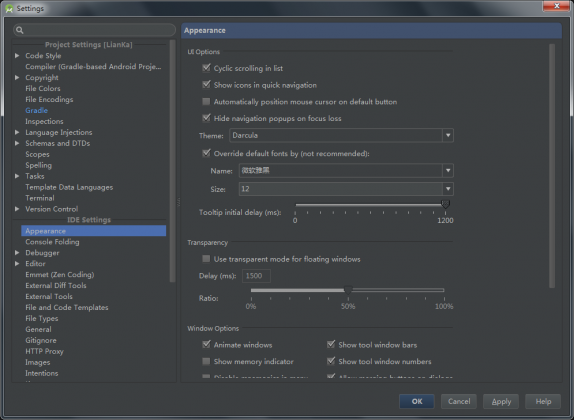 Settings
Project Settings [LianKa]
Code Style
Compiler (Gradle-based Android Proje...
Copyright
File Colors
File Encodings
Gradle
Inspections
Language Injections
Schemas and DTDs
Scopes
Spelling
Tasks
Template Data Languages
Terminal
Version Control
IDE Settings
Appearance
Console Folding
Debugger
Editor
Emmet (Zen Coding)
External Diff Tools
External Tools
File and Code Templates
File Types
General
Gitignore
HTTP Proxy
Images
Intentions
Appearance
UI Options
Cyclic scrolling in list
Show icons in quick navigation
Automatically position mouse cursor on default button
Hide navigation popups on focus loss
Theme: Darcula
Override default fonts by (not recommended):
Name: 微软雅黑
Size: 12
Tooltip initial delay (ms):
0 1200
Transparency
Use transparent mode for floating windows
Delay (ms): 1500
Ratio:
0% 50% 100%
Window Options
Animate windows Show tool window bars
Show memory indicator Show tool window numbers
OK Cancel Apply Help